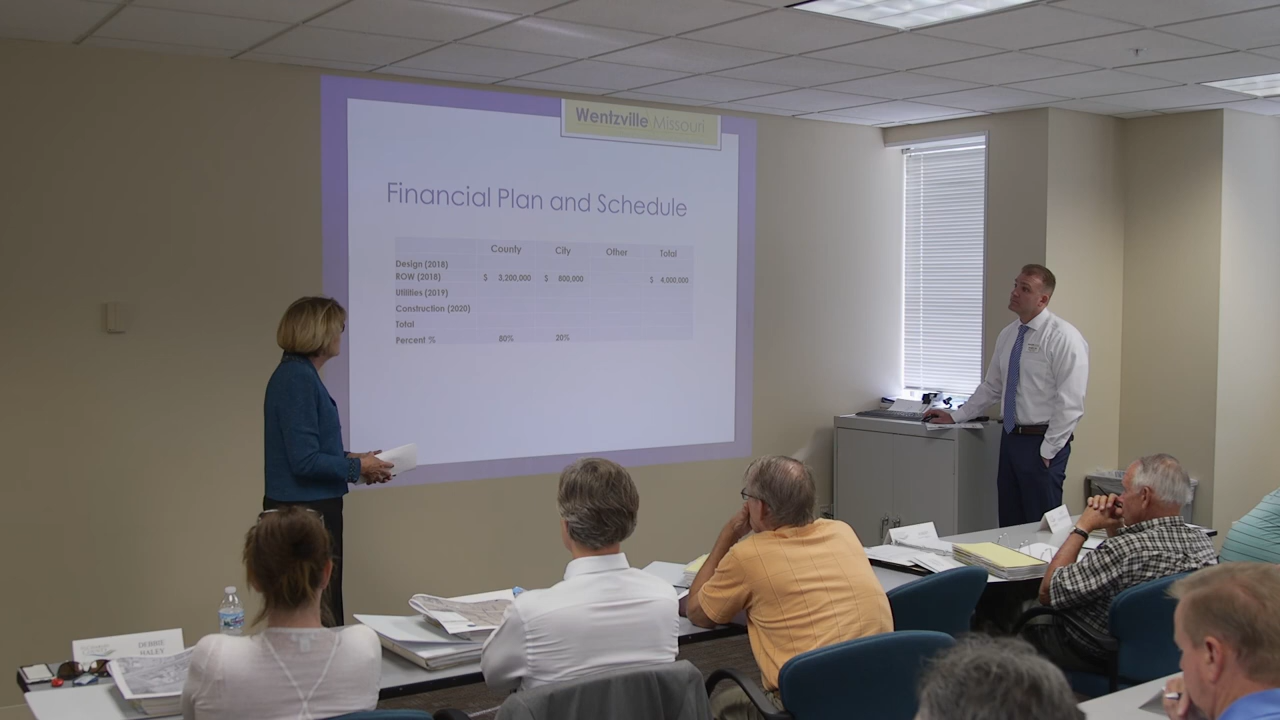 Wentzville Missouri
Financial Plan and Schedule
County City Other Total
Design (2018)
ROW (2018) $ 3,200,000 $ 800,000 $ 4,000,000
Utilities (2019)
Construction (2020)
Total
Percent % 80% 20%
DEBBIE
HALEY